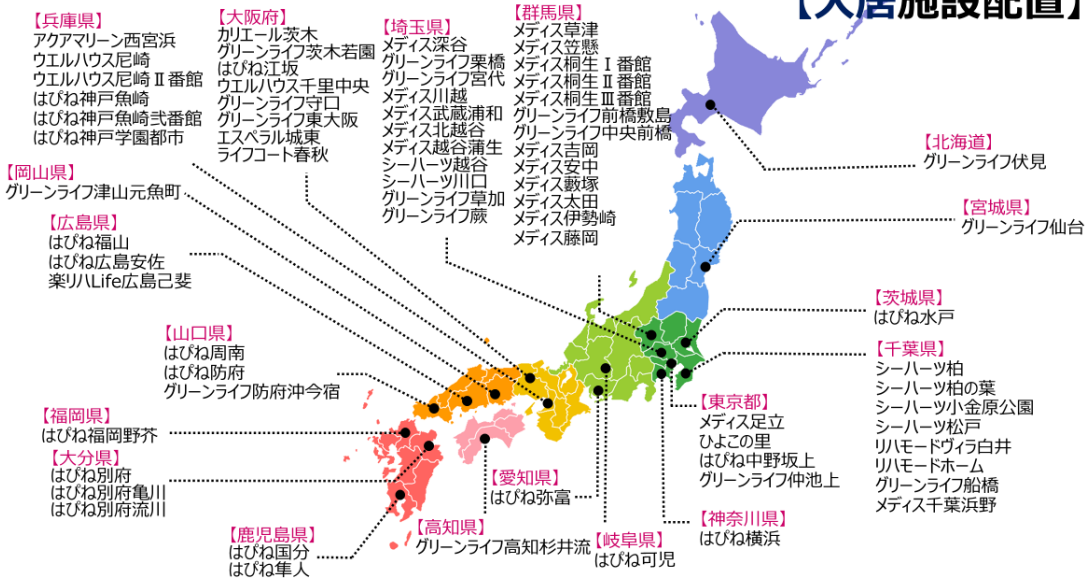 【入居施設配置】
【兵庫県】
アクアマリーン西宮浜
ウエルハウス尼崎
ウエルハウス尼崎Ⅱ番館
はぴね神戸魚崎
はぴね神戸魚崎弐番館
はぴね神戸学園都市
【大阪府】
カリエール茨木
グリーンライフ茨木若園
はぴね江坂
ウエルハウス千里中央
グリーンライフ守口
グリーンライフ東大阪
エスペラル城東
ライフコート春秋
【埼玉県】
メディス深谷
グリーンライフ栗橋
グリーンライフ宮代
メディス川越
メディス武蔵浦和
メディス北越谷
メディス越谷蒲生
シーハーツ越谷
シーハーツ川口
グリーンライフ草加
グリーンライフ蕨
【群馬県】
メディス草津
メディス笠懸
メディス桐生Ⅰ番館
メディス桐生Ⅱ番館
メディス桐生Ⅲ番館
グリーンライフ前橋敷島
グリーンライフ中央前橋
メディス吉岡
メディス安中
メディス藪塚
メディス太田
メディス伊勢崎
メディス藤岡
【北海道】
グリーンライフ伏見
【宮城県】
グリーンライフ仙台
【岡山県】
グリーンライフ津山元魚町
【広島県】
はぴね福山
はぴね広島安佐
楽リハLife広島己斐
【茨城県】
はぴね水戸
【千葉県】
シーハーツ柏
シーハーツ柏の葉
シーハーツ小金原公園
シーハーツ松戸
リハモードヴィラ白井
リハモードホーム
グリーンライフ船橋
メディス千葉浜野
【山口県】
はぴね周南
はぴね防府
グリーンライフ防府沖今宿
【東京都】
メディス足立
ひよこの里
はぴね中野坂上
グリーンライフ仲池上
【福岡県】
はぴね福岡野芥
【大分県】
はぴね別府
はぴね別府亀川
はぴね別府流川
【愛知県】
はぴね弥富
【神奈川県】
はぴね横浜
【鹿児島県】
はぴね国分
はぴね隼人
【高知県】
グリーンライフ高知杉井流
【岐阜県】
はぴね可児